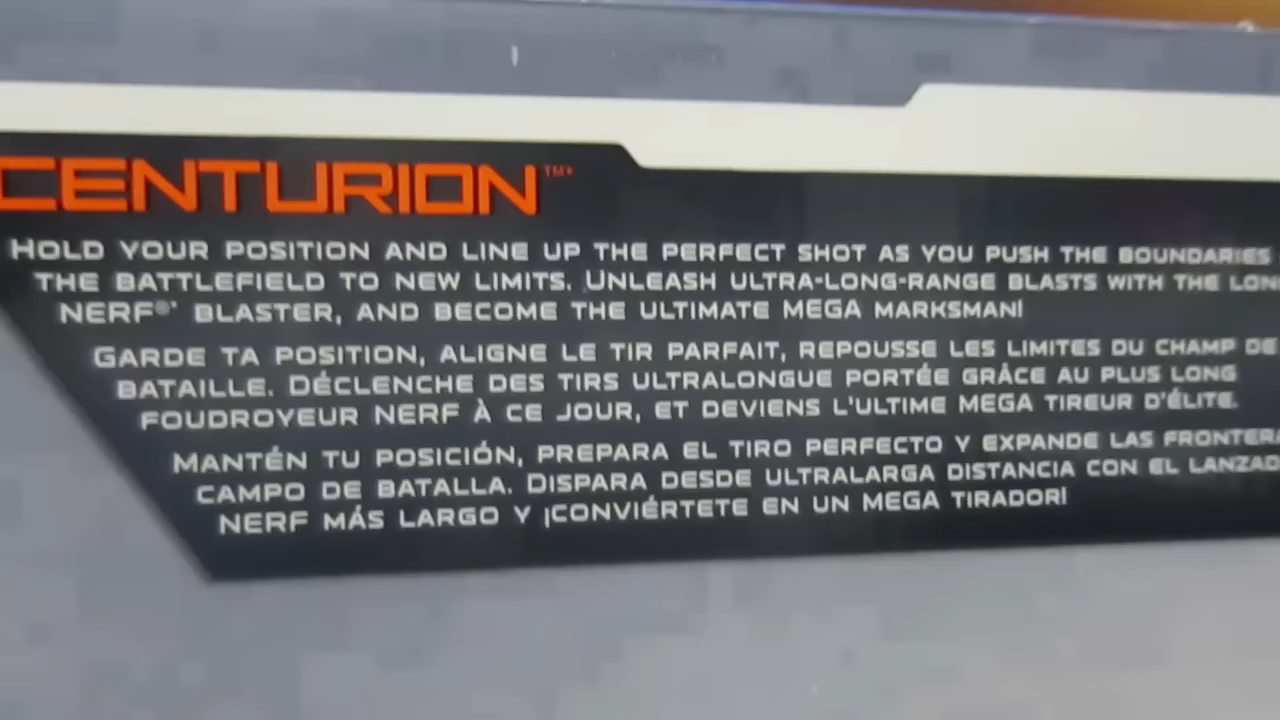 CENTURION™*
HOLD YOUR POSITION AND LINE UP THE PERFECT SHOT AS YOU PUSH THE BOUNDARIES
THE BATTLEFIELD TO NEW LIMITS. UNLEASH ULTRA-LONG-RANGE BLASTS WITH THE
NERF®* BLASTER, AND BECOME THE ULTIMATE MEGA MARKSMAN!
GARDE TA POSITION, ALIGNE LE TIR PARFAIT, REPOUSSE LES LIMITES DU CHAMP DE
BATAILLE. DÉCLENCHE DES TIRS ULTRALONGUE PORTÉE GRÂCE AU PLUS LONG
FOUDROYEUR NERF À CE JOUR, ET DEVIENS L'ULTIME MEGA TIREUR D'ÉLITE.
MANTÉN TU POSICIÓN, PREPARA EL TIRO PERFECTO Y EXPANDE LAS
CAMPO DE BATALLA. DISPARA DESDE ULTRALARGA DISTANCIA CON EL
NERF MÁS LARGO Y ¡CONVIÉRTETE EN UN MEGA TIRADOR!